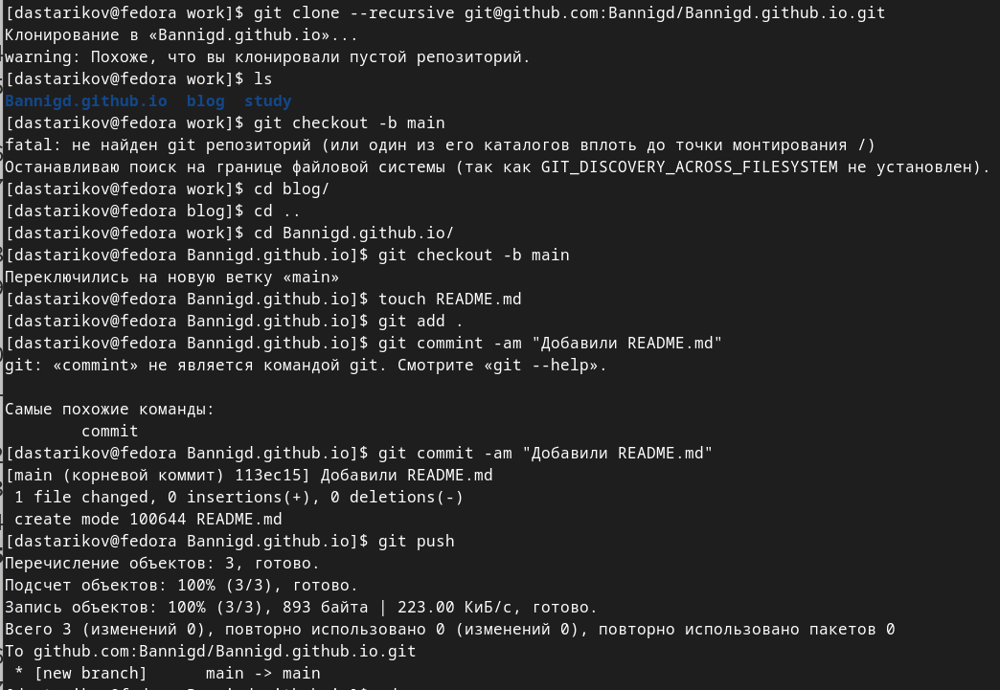 [dastarikov@fedora work]$ git clone --recursive git@github.com:Bannigd/Bannigd.github.io.git
Клонирование в «Bannigd.github.io»...
warning: Похоже, что вы клонировали пустой репозиторий.
[dastarikov@fedora work]$ ls
Bannigd.github.io  blog  study
[dastarikov@fedora work]$ git checkout -b main
fatal: не найден git репозиторий (или один из его каталогов вплоть до точки монтирования /)
Останавливаю поиск на границе файловой системы (так как GIT_DISCOVERY_ACROSS_FILESYSTEM не установлен).
[dastarikov@fedora work]$ cd blog/
[dastarikov@fedora blog]$ cd ..
[dastarikov@fedora work]$ cd Bannigd.github.io/
[dastarikov@fedora Bannigd.github.io]$ git checkout -b main
Переключились на новую ветку «main»
[dastarikov@fedora Bannigd.github.io]$ touch README.md
[dastarikov@fedora Bannigd.github.io]$ git add .
[dastarikov@fedora Bannigd.github.io]$ git commint -am "Добавили README.md"
git: «commint» не является командой git. Смотрите «git --help».

Самые похожие команды:
        commit
[dastarikov@fedora Bannigd.github.io]$ git commit -am "Добавили README.md"
[main (корневой коммит) 113ec15] Добавили README.md
 1 file changed, 0 insertions(+), 0 deletions(-)
 create mode 100644 README.md
[dastarikov@fedora Bannigd.github.io]$ git push
Перечисление объектов: 3, готово.
Подсчет объектов: 100% (3/3), готово.
Запись объектов: 100% (3/3), 893 байта | 223.00 КиБ/с, готово.
Всего 3 (изменений 0), повторно использовано 0 (изменений 0), повторно использовано пакетов 0
To github.com:Bannigd/Bannigd.github.io.git
 * [new branch]      main -> main